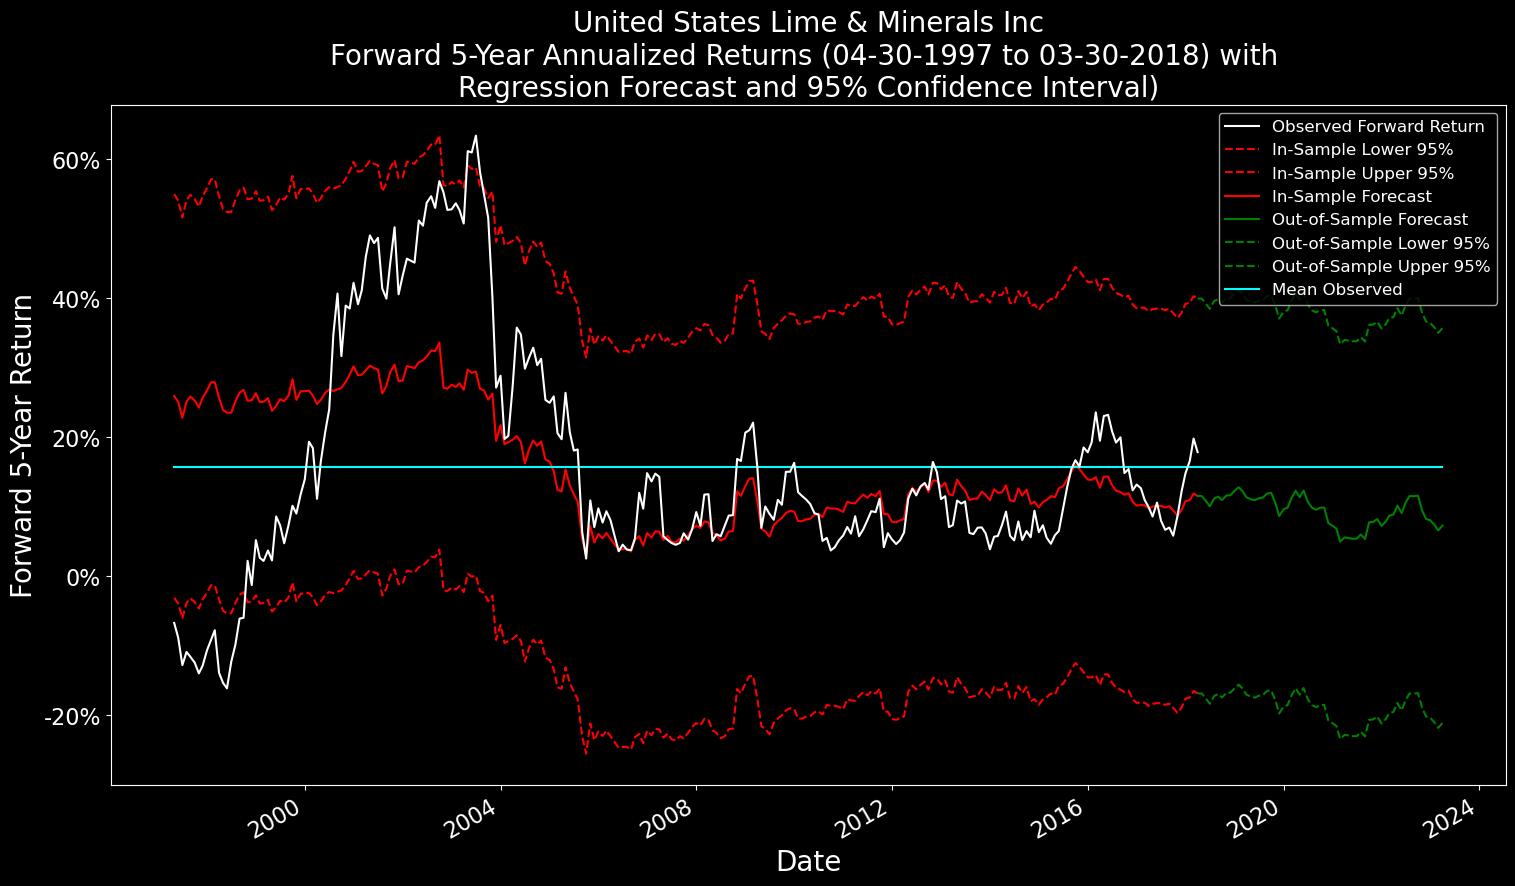 United States Lime & Minerals Inc
Forward 5-Year Annualized Returns (04-30-1997 to 03-30-2018) with
Regression Forecast and 95% Confidence Interval)
Forward 5-Year Return
60%
40%
20%
0%
-20%
Observed Forward Return
In-Sample Lower 95%
In-Sample Upper 95%
In-Sample Forecast
Out-of-Sample Forecast
Out-of-Sample Lower 95%
Out-of-Sample Upper 95%
Mean Observed
2000
2004
2008
2012
2016
2020
2024
Date